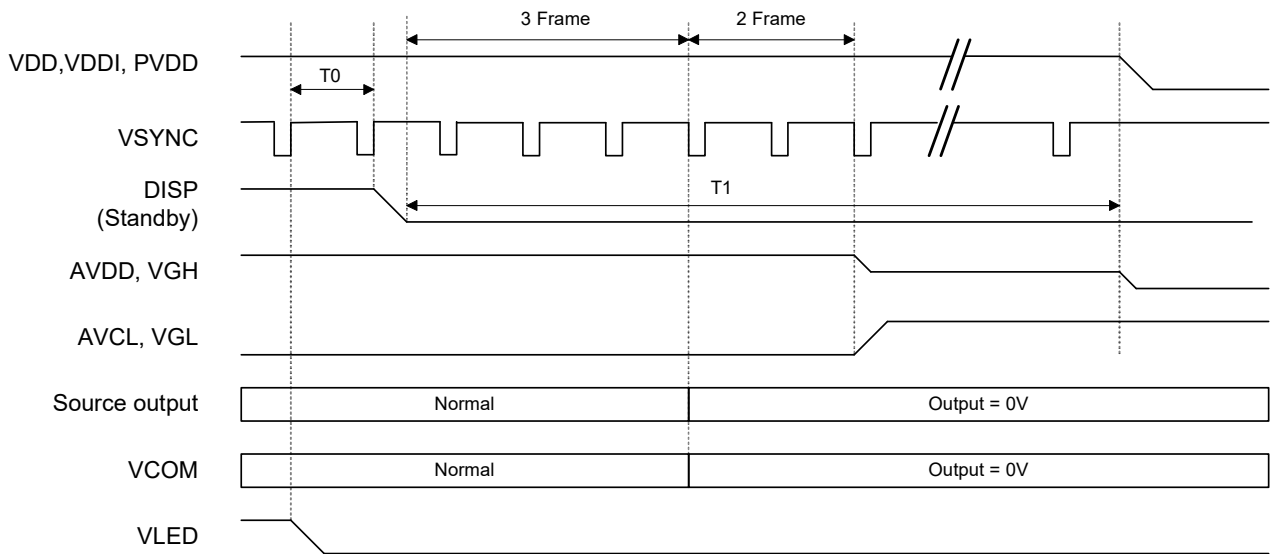 3 Frame
2 Frame
VDD,VDDI, PVDD
T0
VSYNC
DISP
(Standby)
T1
AVDD, VGH
AVCL, VGL
Source output
Normal
Output = 0V
VCOM
Normal
Output = 0V
VLED